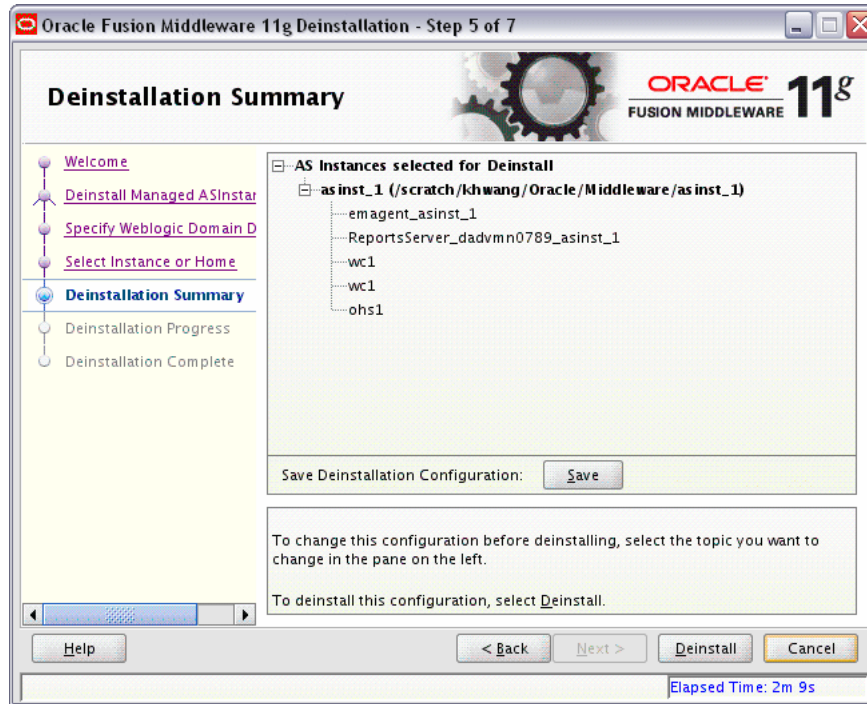 Oracle Fusion Middleware 11g Deinstallation - Step 5 of 7
Deinstallation Summary
ORACLE
FUSION MIDDLEWARE
11g
Welcome
Deinstall Managed ASInstar
Specify Weblogic Domain D
Select Instance or Home
Deinstallation Summary
Deinstallation Progress
Deinstallation Complete
AS Instances selected for Deinstall
asinst_1 (/scratch/khwang/Oracle/Middleware/asinst_1)
emagent_asinst_1
ReportsServer_dadvmn0789_asinst_1
wc1
wc1
ohs1
Save Deinstallation Configuration: Save
To change this configuration before deinstalling, select the topic you want to
change in the pane on the left.
To deinstall this configuration, select Deinstall.
Help < Back Next > Deinstall Cancel
Elapsed Time: 2m 9s